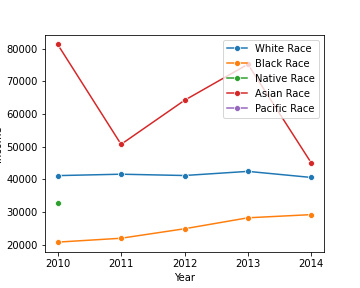 80000
70000
60000
50000
40000
30000
20000
2010
2011
2012
2013
2014
Year
White Race
Black Race
Native Race
Asian Race
Pacific Race